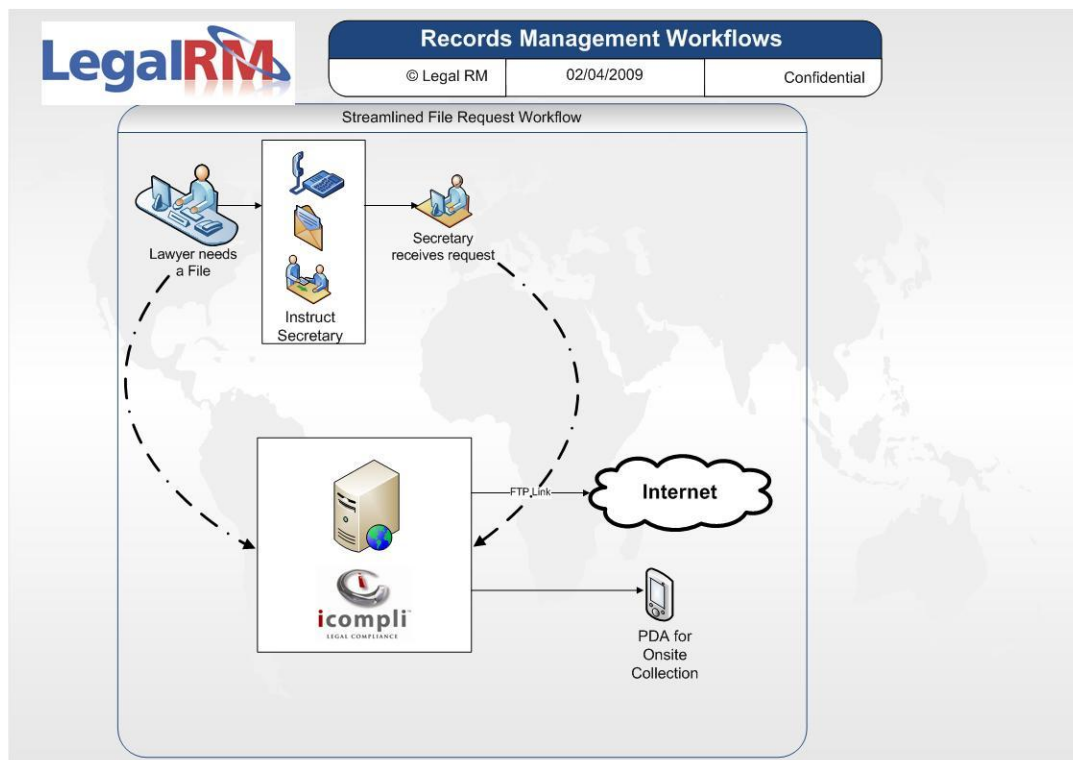 LegalRM
Records Management Workflows
© Legal RM
02/04/2009
Confidential
Streamlined File Request Workflow
Lawyer needs
a File
Instruct
Secretary
Secretary
receives request
FTP Link
Internet
icompli
LEGAL COMPLIANCE
PDA for
Onsite
Collection